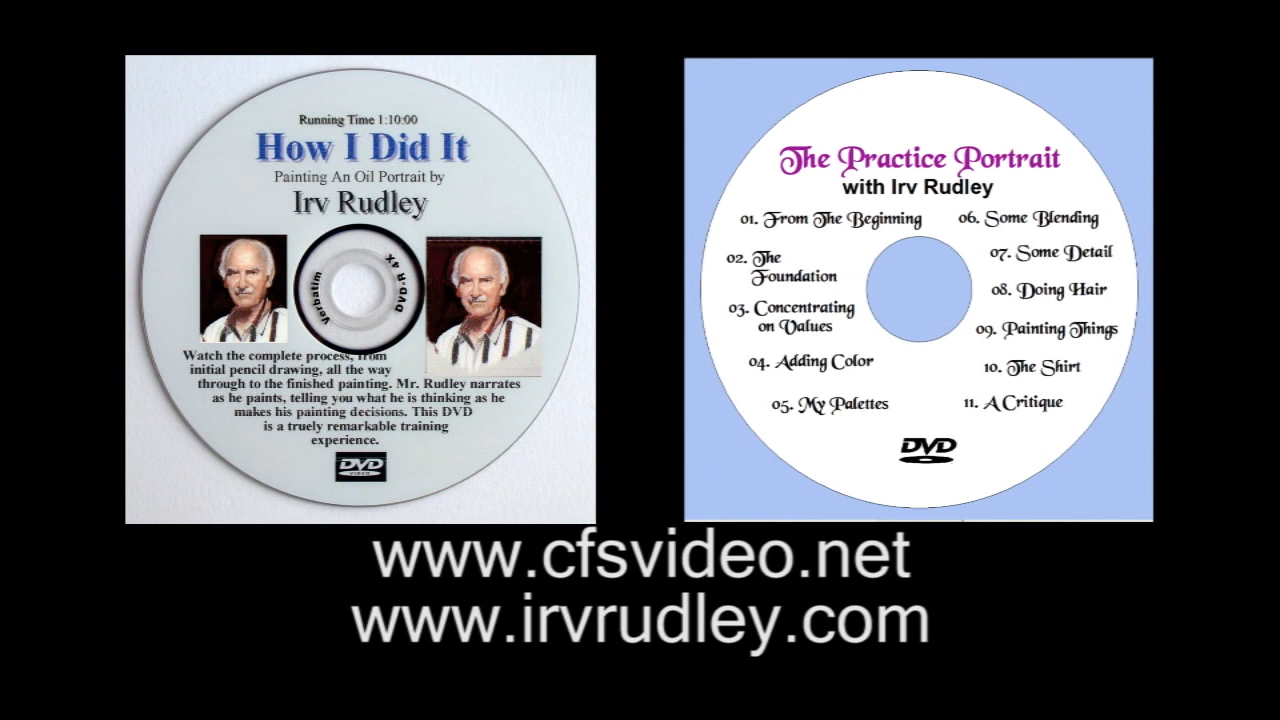 Running Time 1:10:00
How I Did It
Painting An Oil Portrait by
Irv Rudley
Verbatim
DVD-R 4X
Watch the complete process, from
initial pencil drawing, all the way
through to the finished painting. Mr. Rudley narrates
as he paints, telling you what he is thinking as he
makes his painting decisions. This DVD
is a truely remarkable training
experience.
DVD
VIDEO
The Practice Portrait
with Irv Rudley
01. From The Beginning
02. The
Foundation
03. Concentrating
on Values
04. Adding Color
05. My Palettes
06. Some Blending
07. Some Detail
08. Doing Hair
09. Painting Things
10. The Shirt
11. A Critique
DVD
www.cfsvideo.net
www.irvrudley.com